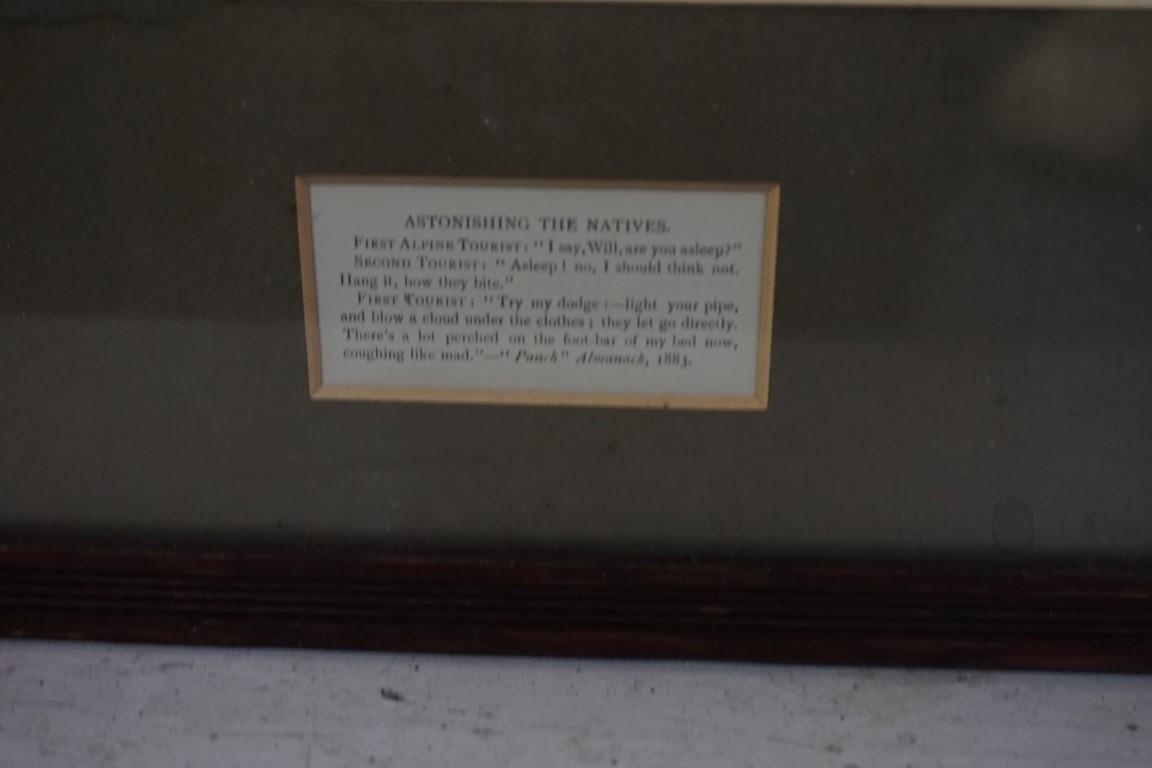 ASTONISHING THE NATIVES.
FIRST ALPINE TOURIST: "I say, Will, are you asleep?"
SECOND TOURIST: "Asleep! no, I should think not.
Hang it, how they bite."
FIRST TOURIST: "Try my dodge:—light your pipe,
and blow a cloud under the clothes; they let go directly.
There's a lot perched on the foot-bar of my bed now,
coughing like mad."—"Punch" Almanack, 1883.